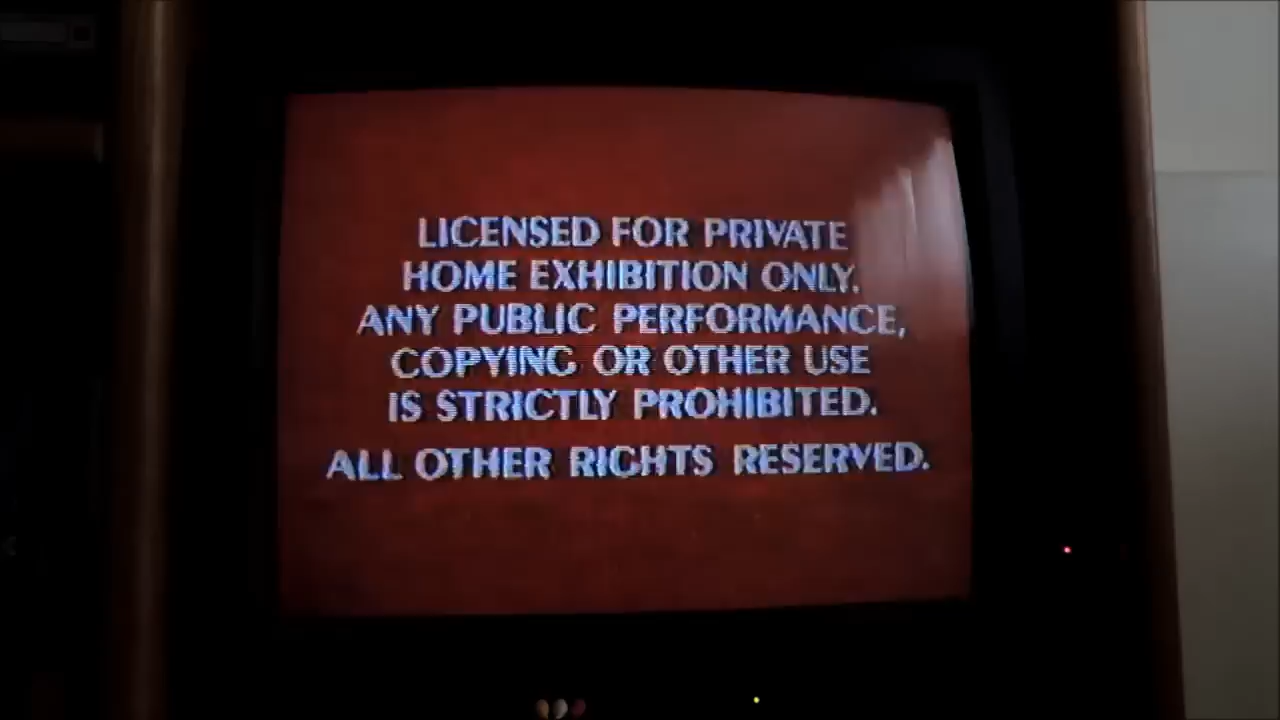 LICENSED FOR PRIVATE
HOME EXHIBITION ONLY.
ANY PUBLIC PERFORMANCE,
COPYING OR OTHER USE
IS STRICTLY PROHIBITED.
ALL OTHER RIGHTS RESERVED.